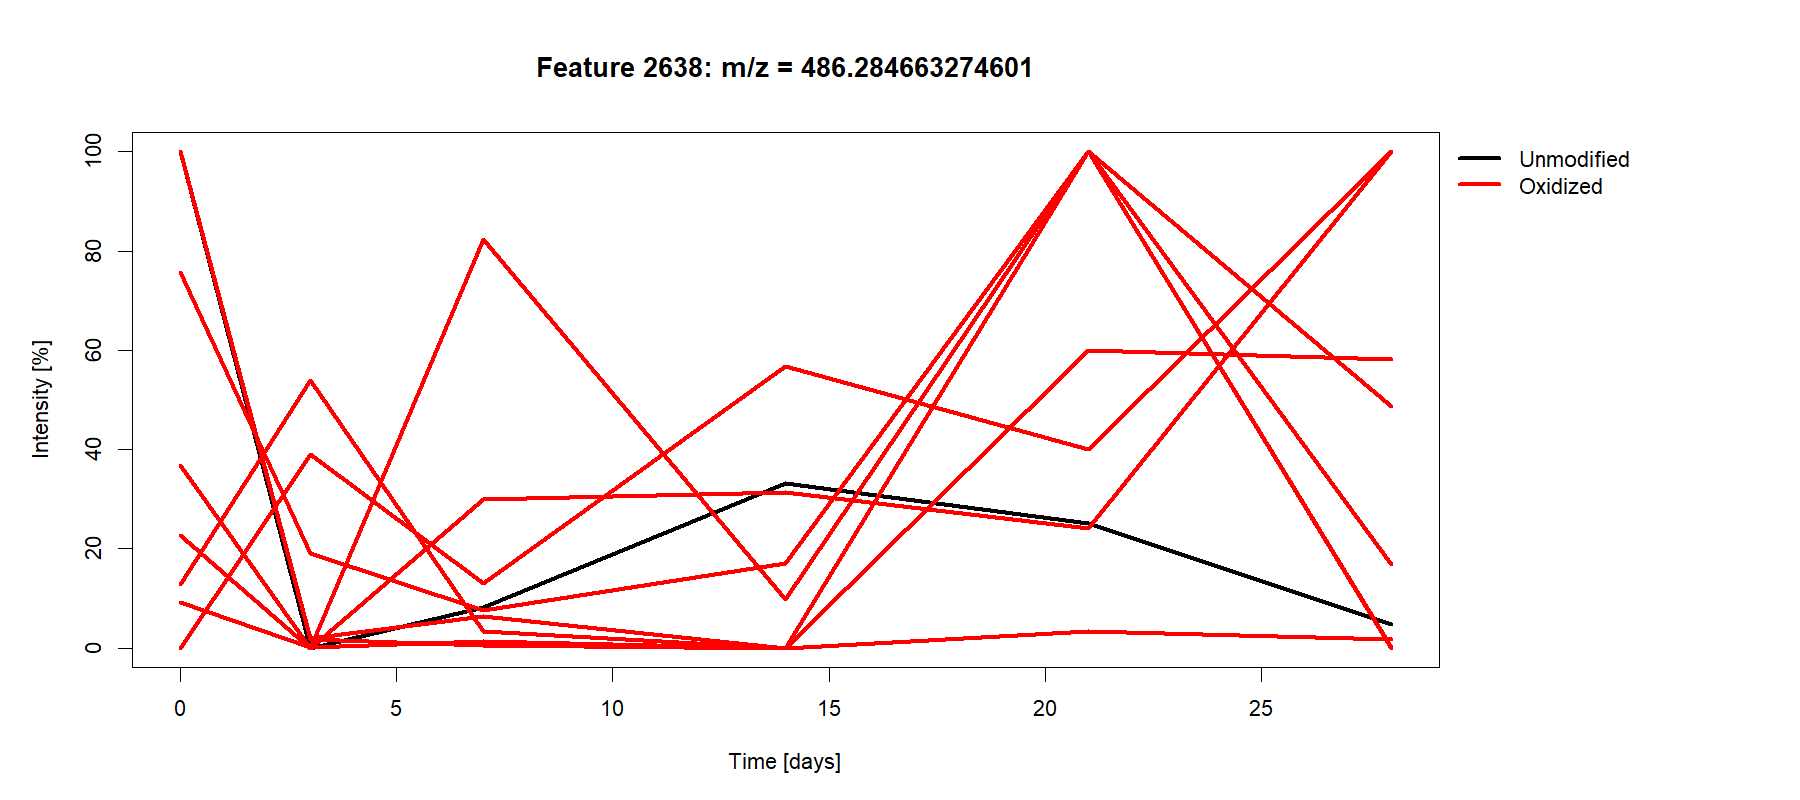 Feature 2638: m/z = 486.284663274601
Unmodified
Oxidized
Intensity [%]
100
80
60
40
20
0
0 5 10 15 20 25
Time [days]